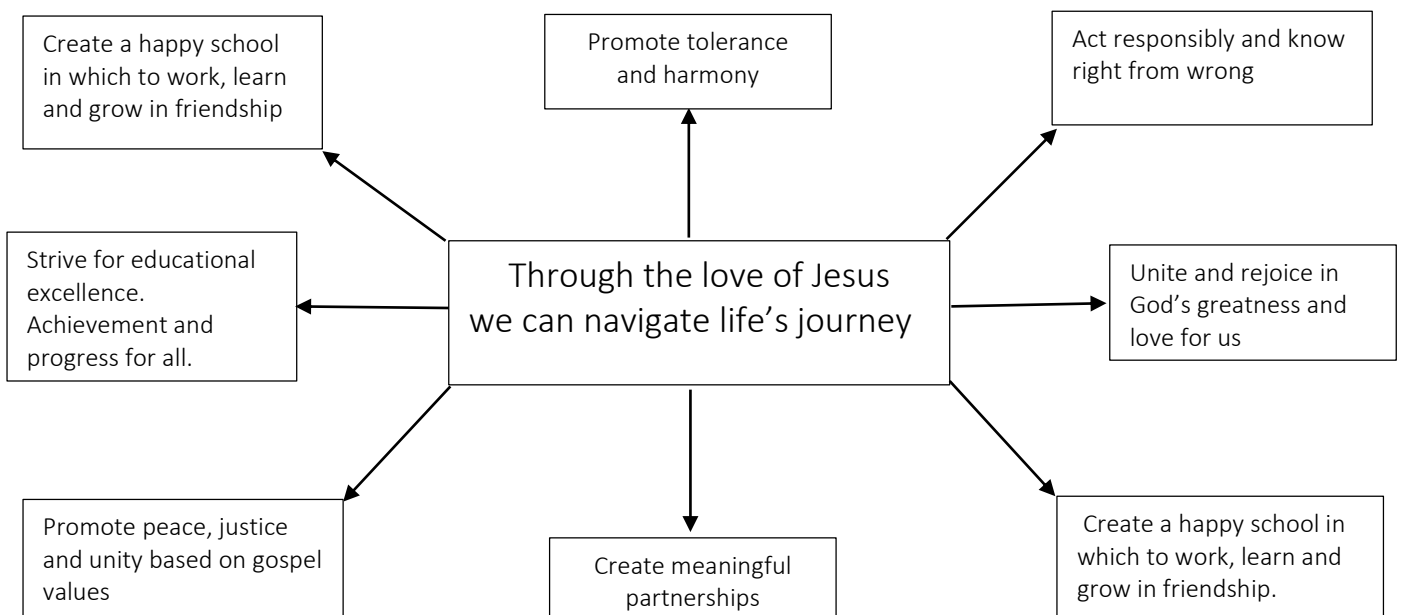 Create a happy school
in which to work, learn
and grow in friendship
Promote tolerance
and harmony
Act responsibly and know
right from wrong
Strive for educational
excellence.
Achievement and
progress for all.
Through the love of Jesus
we can navigate life’s journey
Unite and rejoice in
God’s greatness and
love for us
Promote peace, justice
and unity based on gospel
values
Create meaningful
partnerships
Create a happy school in
which to work, learn and
grow in friendship.